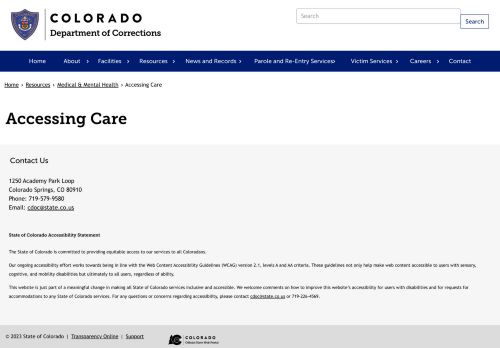 COLORADO
Department of Corrections
Search
Search
Home About › Facilities › Resources › News and Records › Parole and Re-Entry Services › Victim Services › Careers › Contact
Home › Resources › Medical & Mental Health › Accessing Care
Accessing Care
Contact Us
1250 Academy Park Loop
Colorado Springs, CO 80910
Phone: 719-579-9580
Email: cdoc@state.co.us
State of Colorado Accessibility Statement
The State of Colorado is committed to providing equitable access to our services to all Coloradans.
Our ongoing accessibility effort works towards being in line with the Web Content Accessibility Guidelines (WCAG) version 2.1, levels A and AA criteria. These guidelines not only help make web content accessible to users with sensory,
cognitive, and mobility disabilities but ultimately to all users, regardless of ability.
This website is just part of a meaningful change in making all State of Colorado services inclusive and accessible. We welcome comments on how to improve this website's accessibility for users with disabilities and for requests for
accommodations to any State of Colorado services. For any questions or concerns regarding accessibility, please contact cdoc@state.co.us or 719-226-4569.
© 2023 State of Colorado | Transparency Online | Support
COLORADO
Official State Web Portal